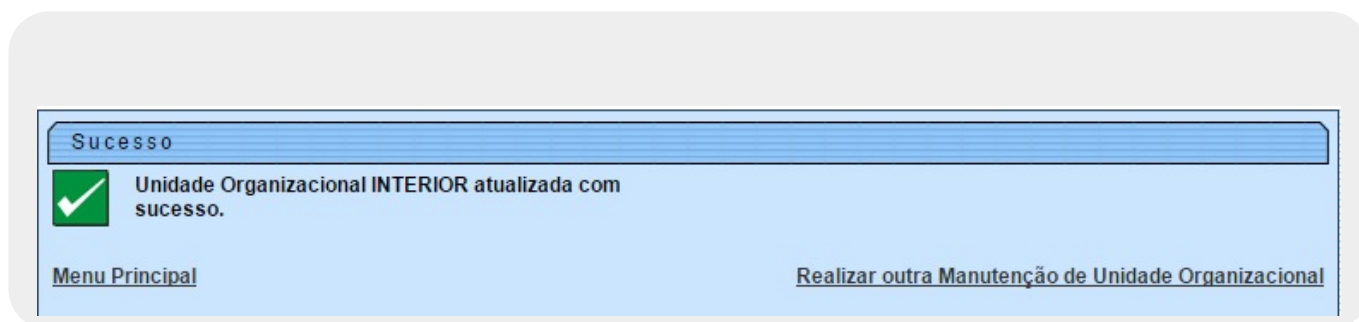 Sucesso
Unidade Organizacional INTERIOR atualizada com
sucesso.
Menu Principal
Realizar outra Manutenção de Unidade Organizacional